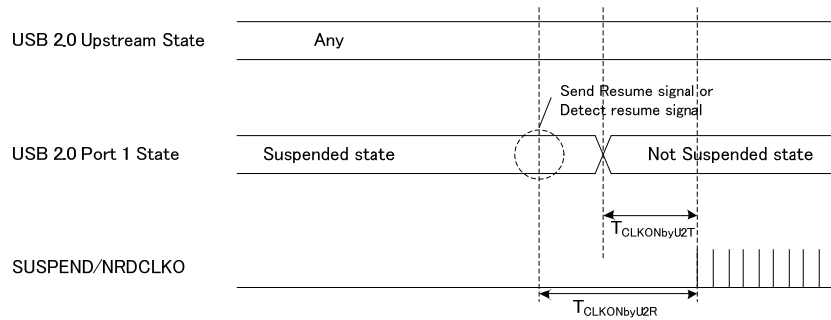 USB 2.0 Upstream State
Any
Send Resume signal or
Detect resume signal
USB 2.0 Port 1 State
Suspended state
Not Suspended state
TCLKONbyU2T
SUSPEND/NRDCLKO
TCLKONbyU2R